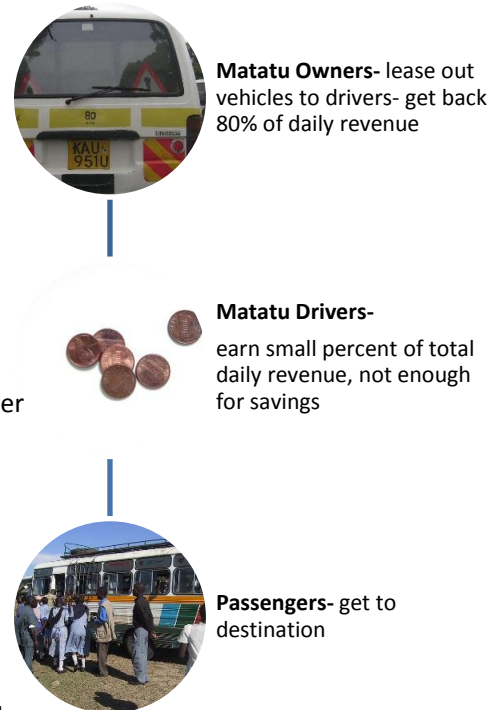 80
KAU
951U
Matatu Owners- lease out
vehicles to drivers- get back
80% of daily revenue
Matatu Drivers-
earn small percent of total
daily revenue, not enough
for savings
er
Passengers- get to
destination